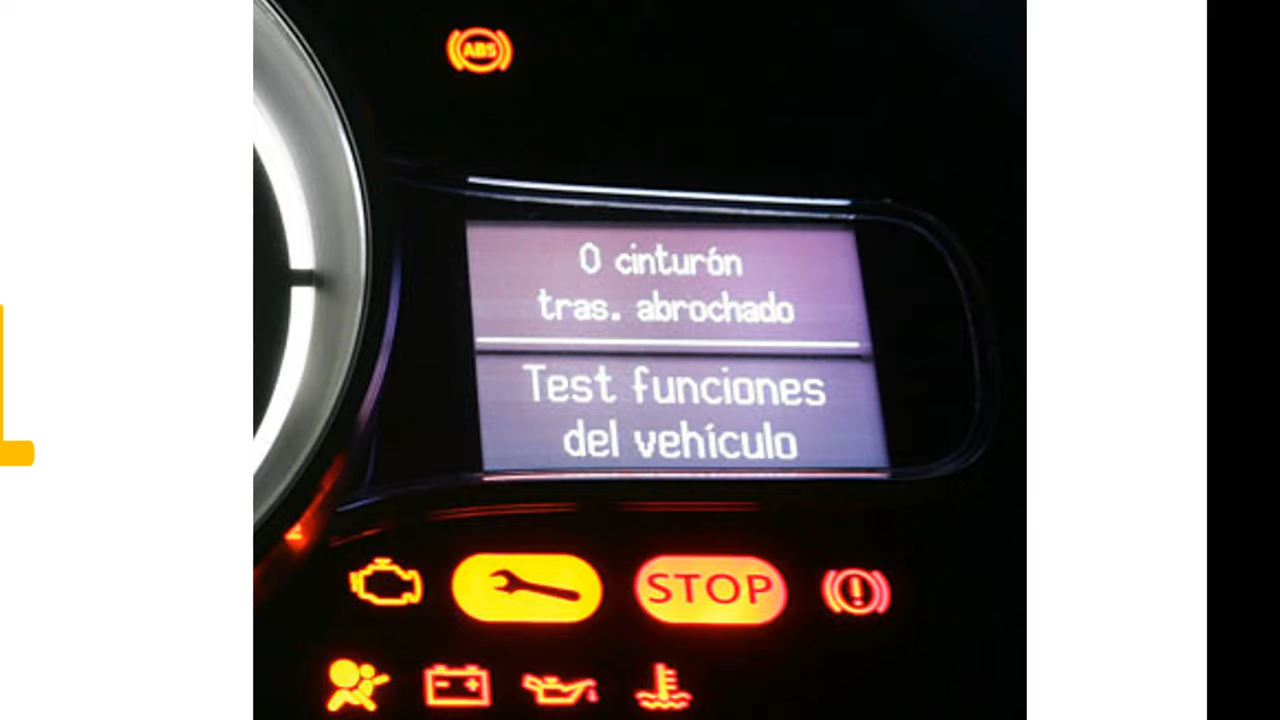 ABS
0 cinturón
tras. abrochado
Test funciones
del vehículo
STOP